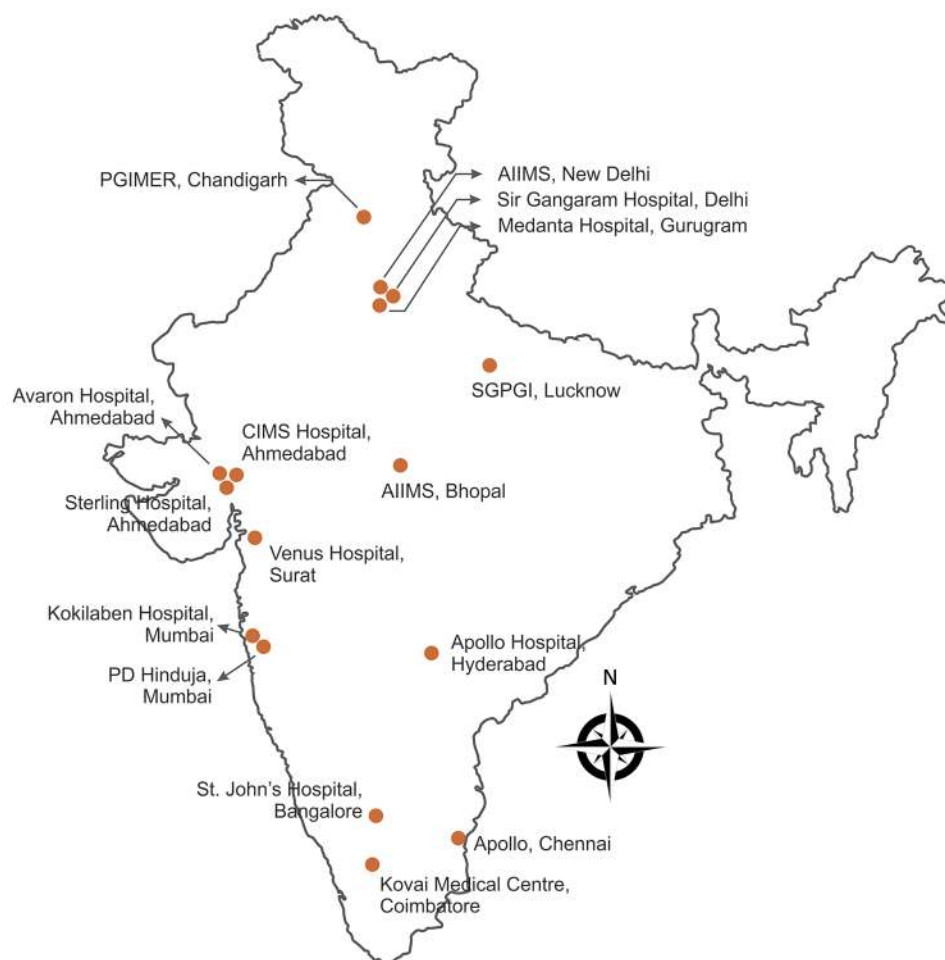 PGIMER, Chandigarh
AIIMS, New Delhi
Sir Gangaram Hospital, Delhi
Medanta Hospital, Gurugram
SGPGI, Lucknow
Avaron Hospital,
Ahmedabad
CIMS Hospital,
Ahmedabad
AIIMS, Bhopal
Sterling Hospital,
Ahmedabad
Venus Hospital,
Surat
Kokilaben Hospital,
Mumbai
PD Hinduja,
Mumbai
Apollo Hospital,
Hyderabad
N
St. John's Hospital,
Bangalore
Apollo, Chennai
Kovai Medical Centre,
Coimbatore